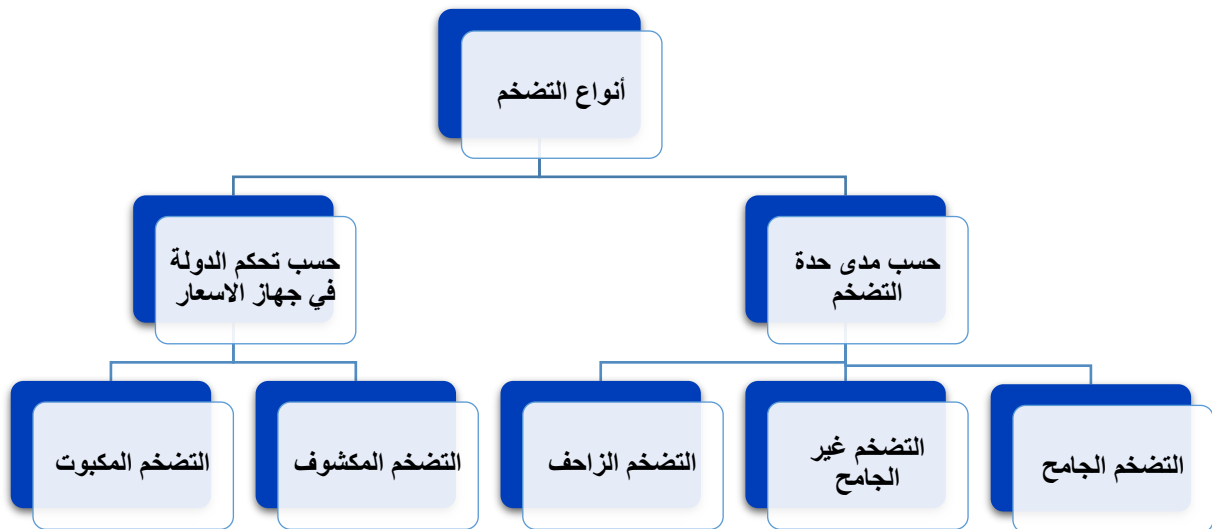 أنواع التضخم
حسب مدى حدة
التضخم
حسب تحكم الدولة
في جهاز الاسعار
التضخم الجامح
التضخم غير
الجامح
التضخم الزاحف
التضخم المكشوف
التضخم المكبوت